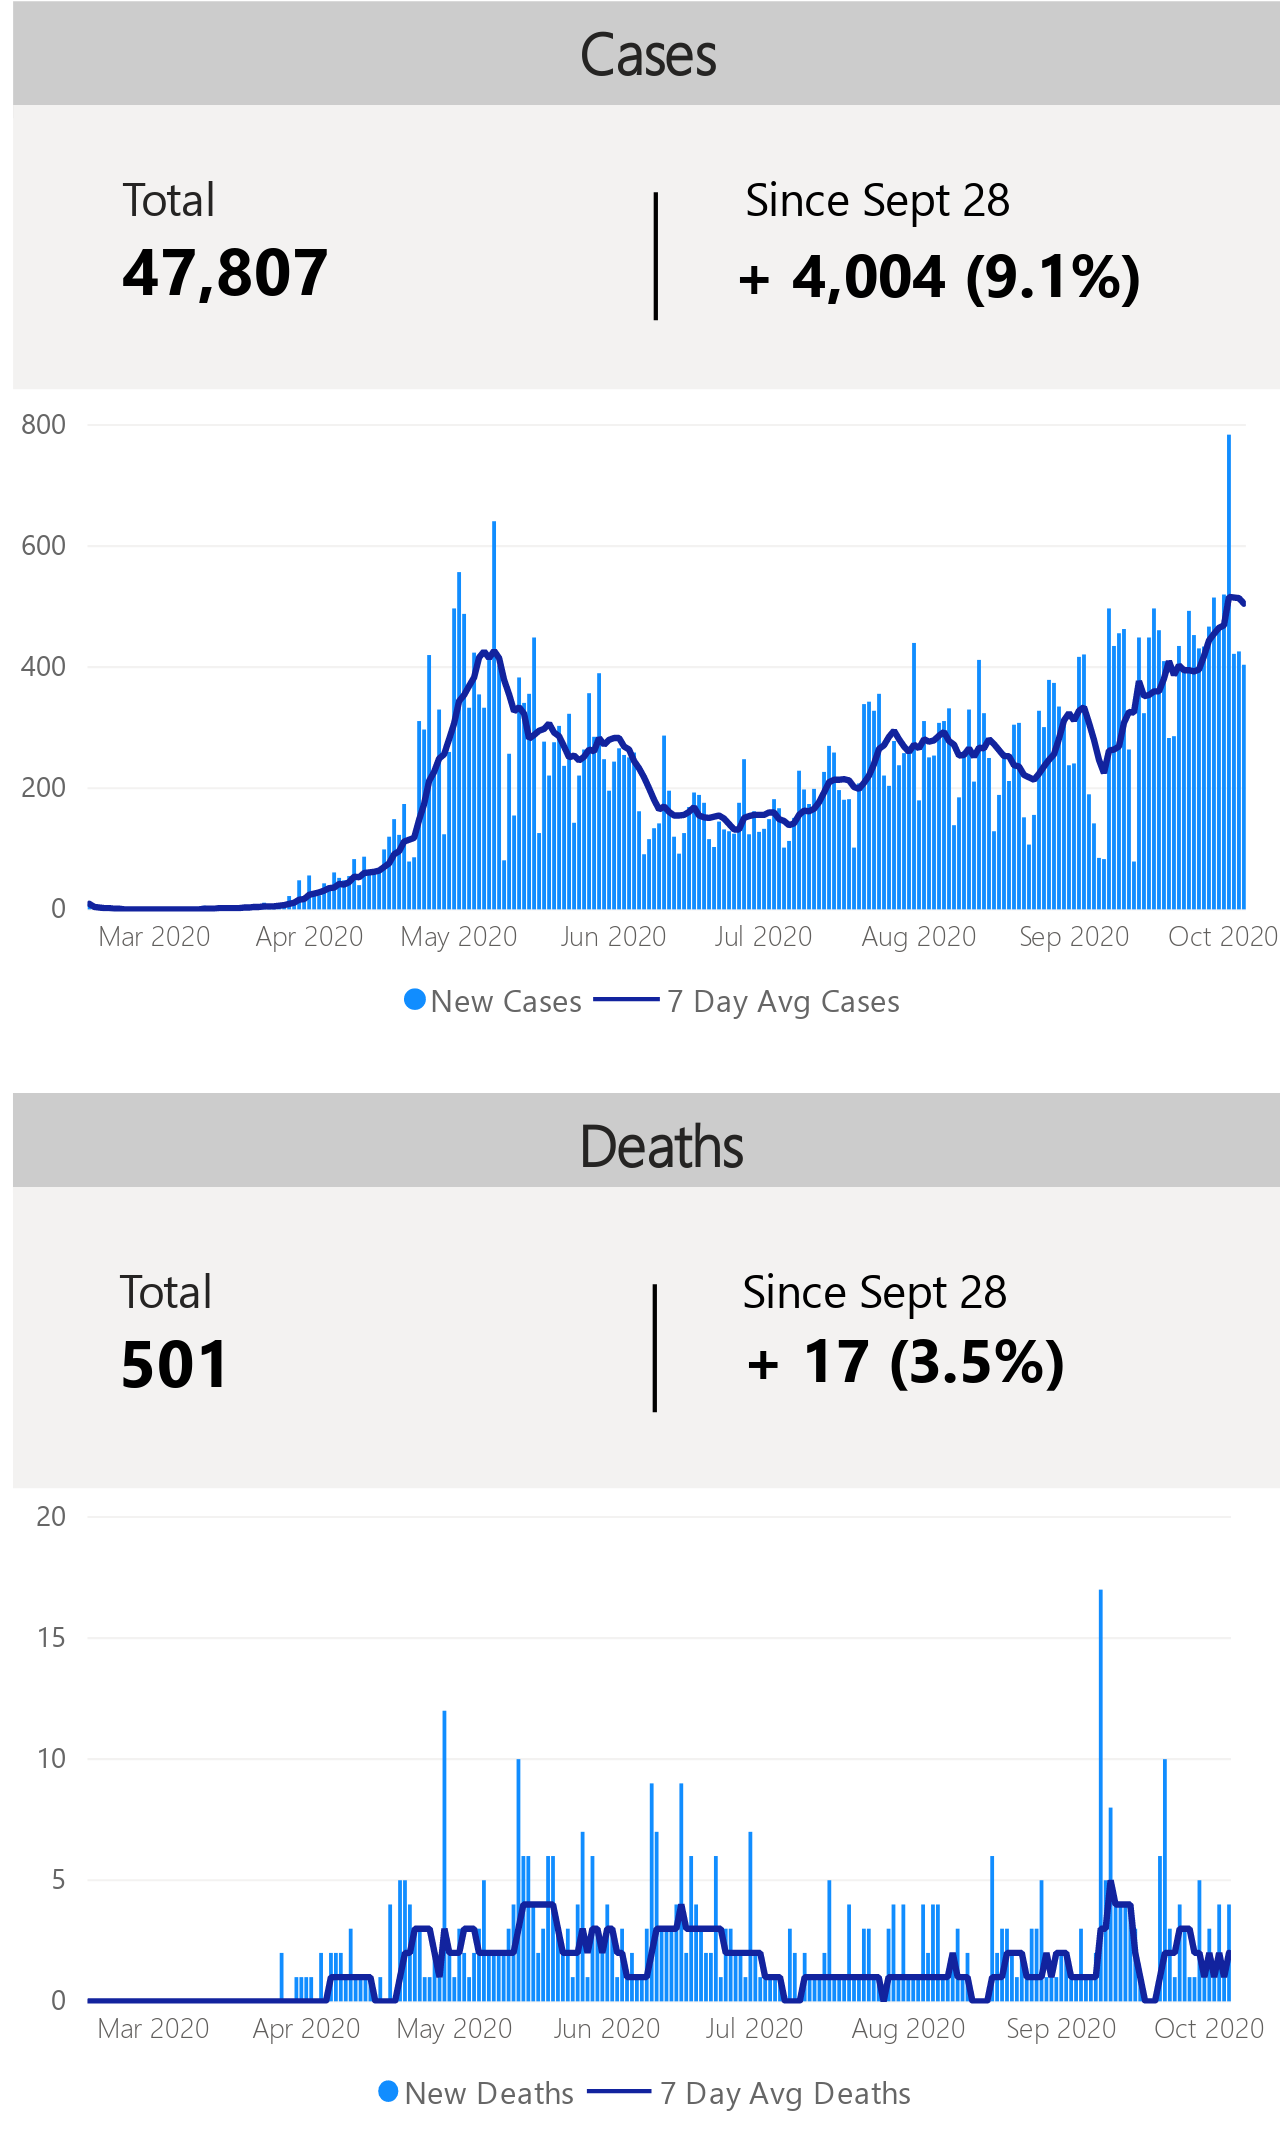 Cases
Total
Since Sept 28
47,807
+ 4,004 (9.1%)
800
600
400
200
0
Mar 2020 Apr 2020 May 2020 Jun 2020 Jul 2020 Aug 2020 Sep 2020 Oct 2020
New Cases 7 Day Avg Cases
Deaths
Total
Since Sept 28
501
+ 17 (3.5%)
20
15
10
5
0
Mar 2020 Apr 2020 May 2020 Jun 2020 Jul 2020 Aug 2020 Sep 2020 Oct 2020
New Deaths 7 Day Avg Deaths